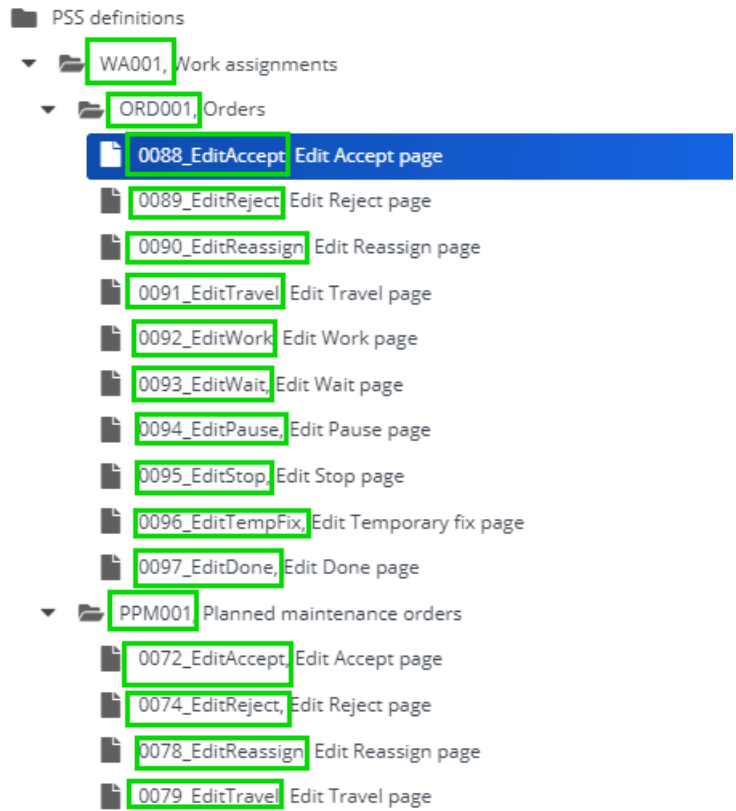 PSS definitions
WA001, Work assignments
ORD001, Orders
0088_EditAccept, Edit Accept page
0089_EditReject, Edit Reject page
0090_EditReassign, Edit Reassign page
0091_EditTravel, Edit Travel page
0092_EditWork, Edit Work page
0093_EditWait, Edit Wait page
0094_EditPause, Edit Pause page
0095_EditStop, Edit Stop page
0096_EditTempFix, Edit Temporary fix page
0097_EditDone, Edit Done page
PPM001, Planned maintenance orders
0072_EditAccept, Edit Accept page
0074_EditReject, Edit Reject page
0078_EditReassign, Edit Reassign page
0079_EditTravel, Edit Travel page